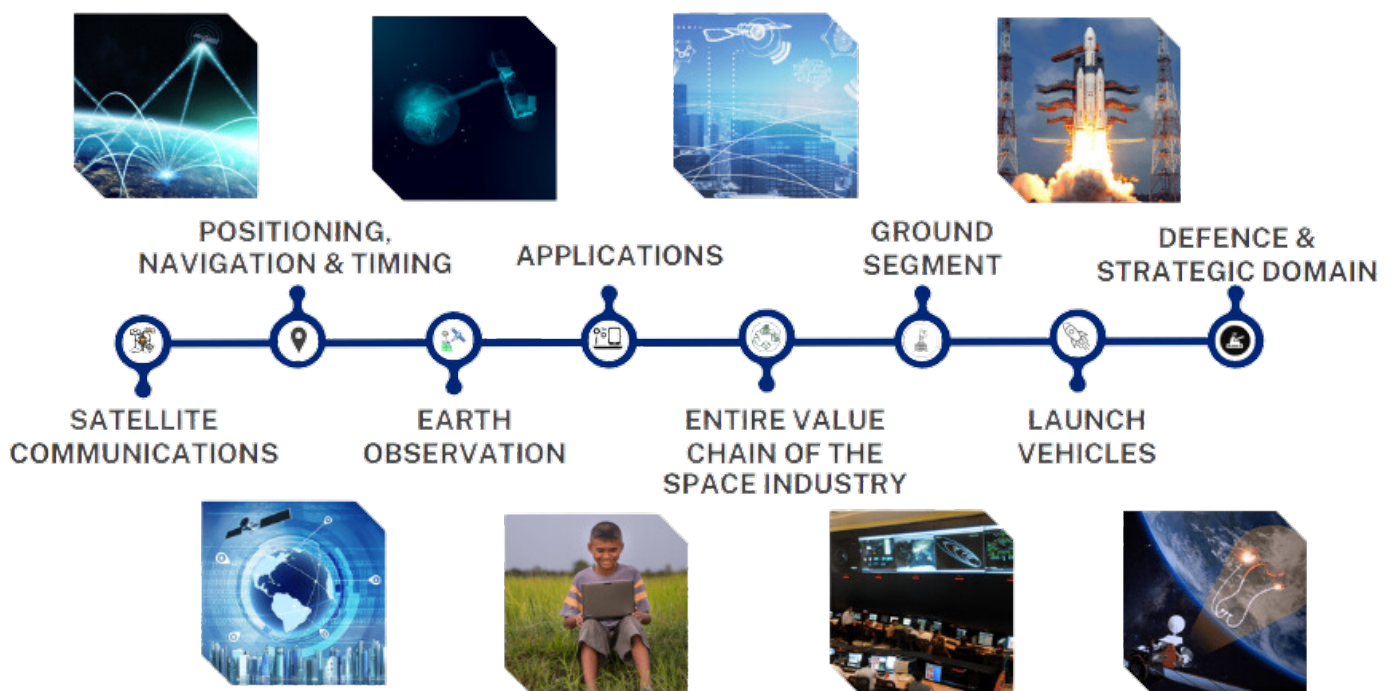 POSITIONING,
NAVIGATION & TIMING
APPLICATIONS
GROUND
SEGMENT
DEFENCE &
STRATEGIC DOMAIN
SATELLITE
COMMUNICATIONS
EARTH
OBSERVATION
ENTIRE VALUE
CHAIN OF THE
SPACE INDUSTRY
LAUNCH
VEHICLES